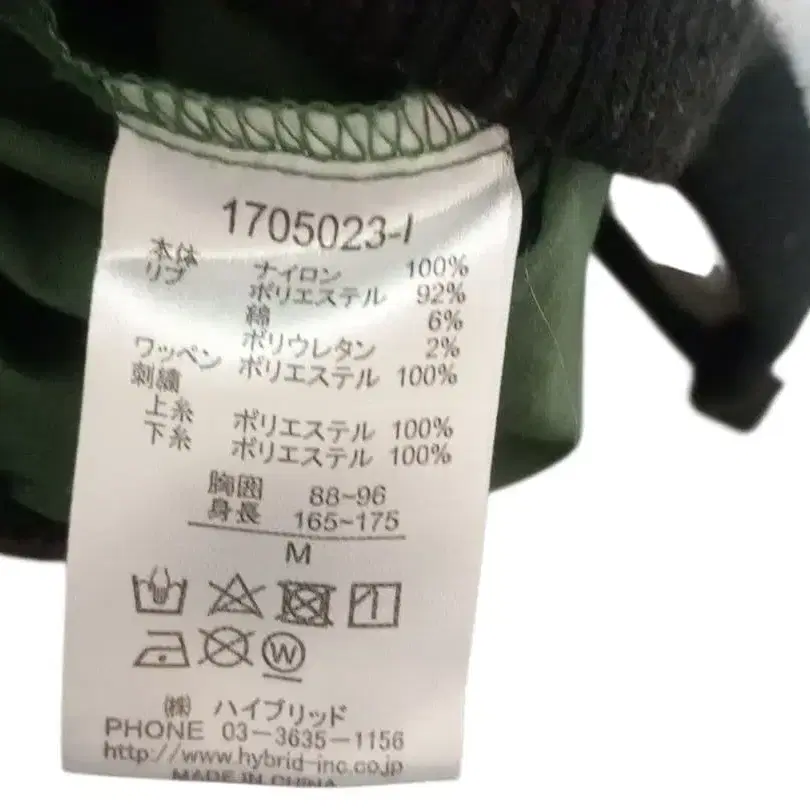 1705023-I
本体 ナイロン 100%
リブ ポリエステル 92%
綿 6%
ポリウレタン 2%
ワッペン ポリエステル 100%
刺繍
上糸 ポリエステル 100%
下糸 ポリエステル 100%
胸囲 88~96
身長 165~175
M
W
㈱ ハイブリッド
PHONE 03-3635-1156
http://www.hybrid-inc.co.jp
MADE IN CHINA